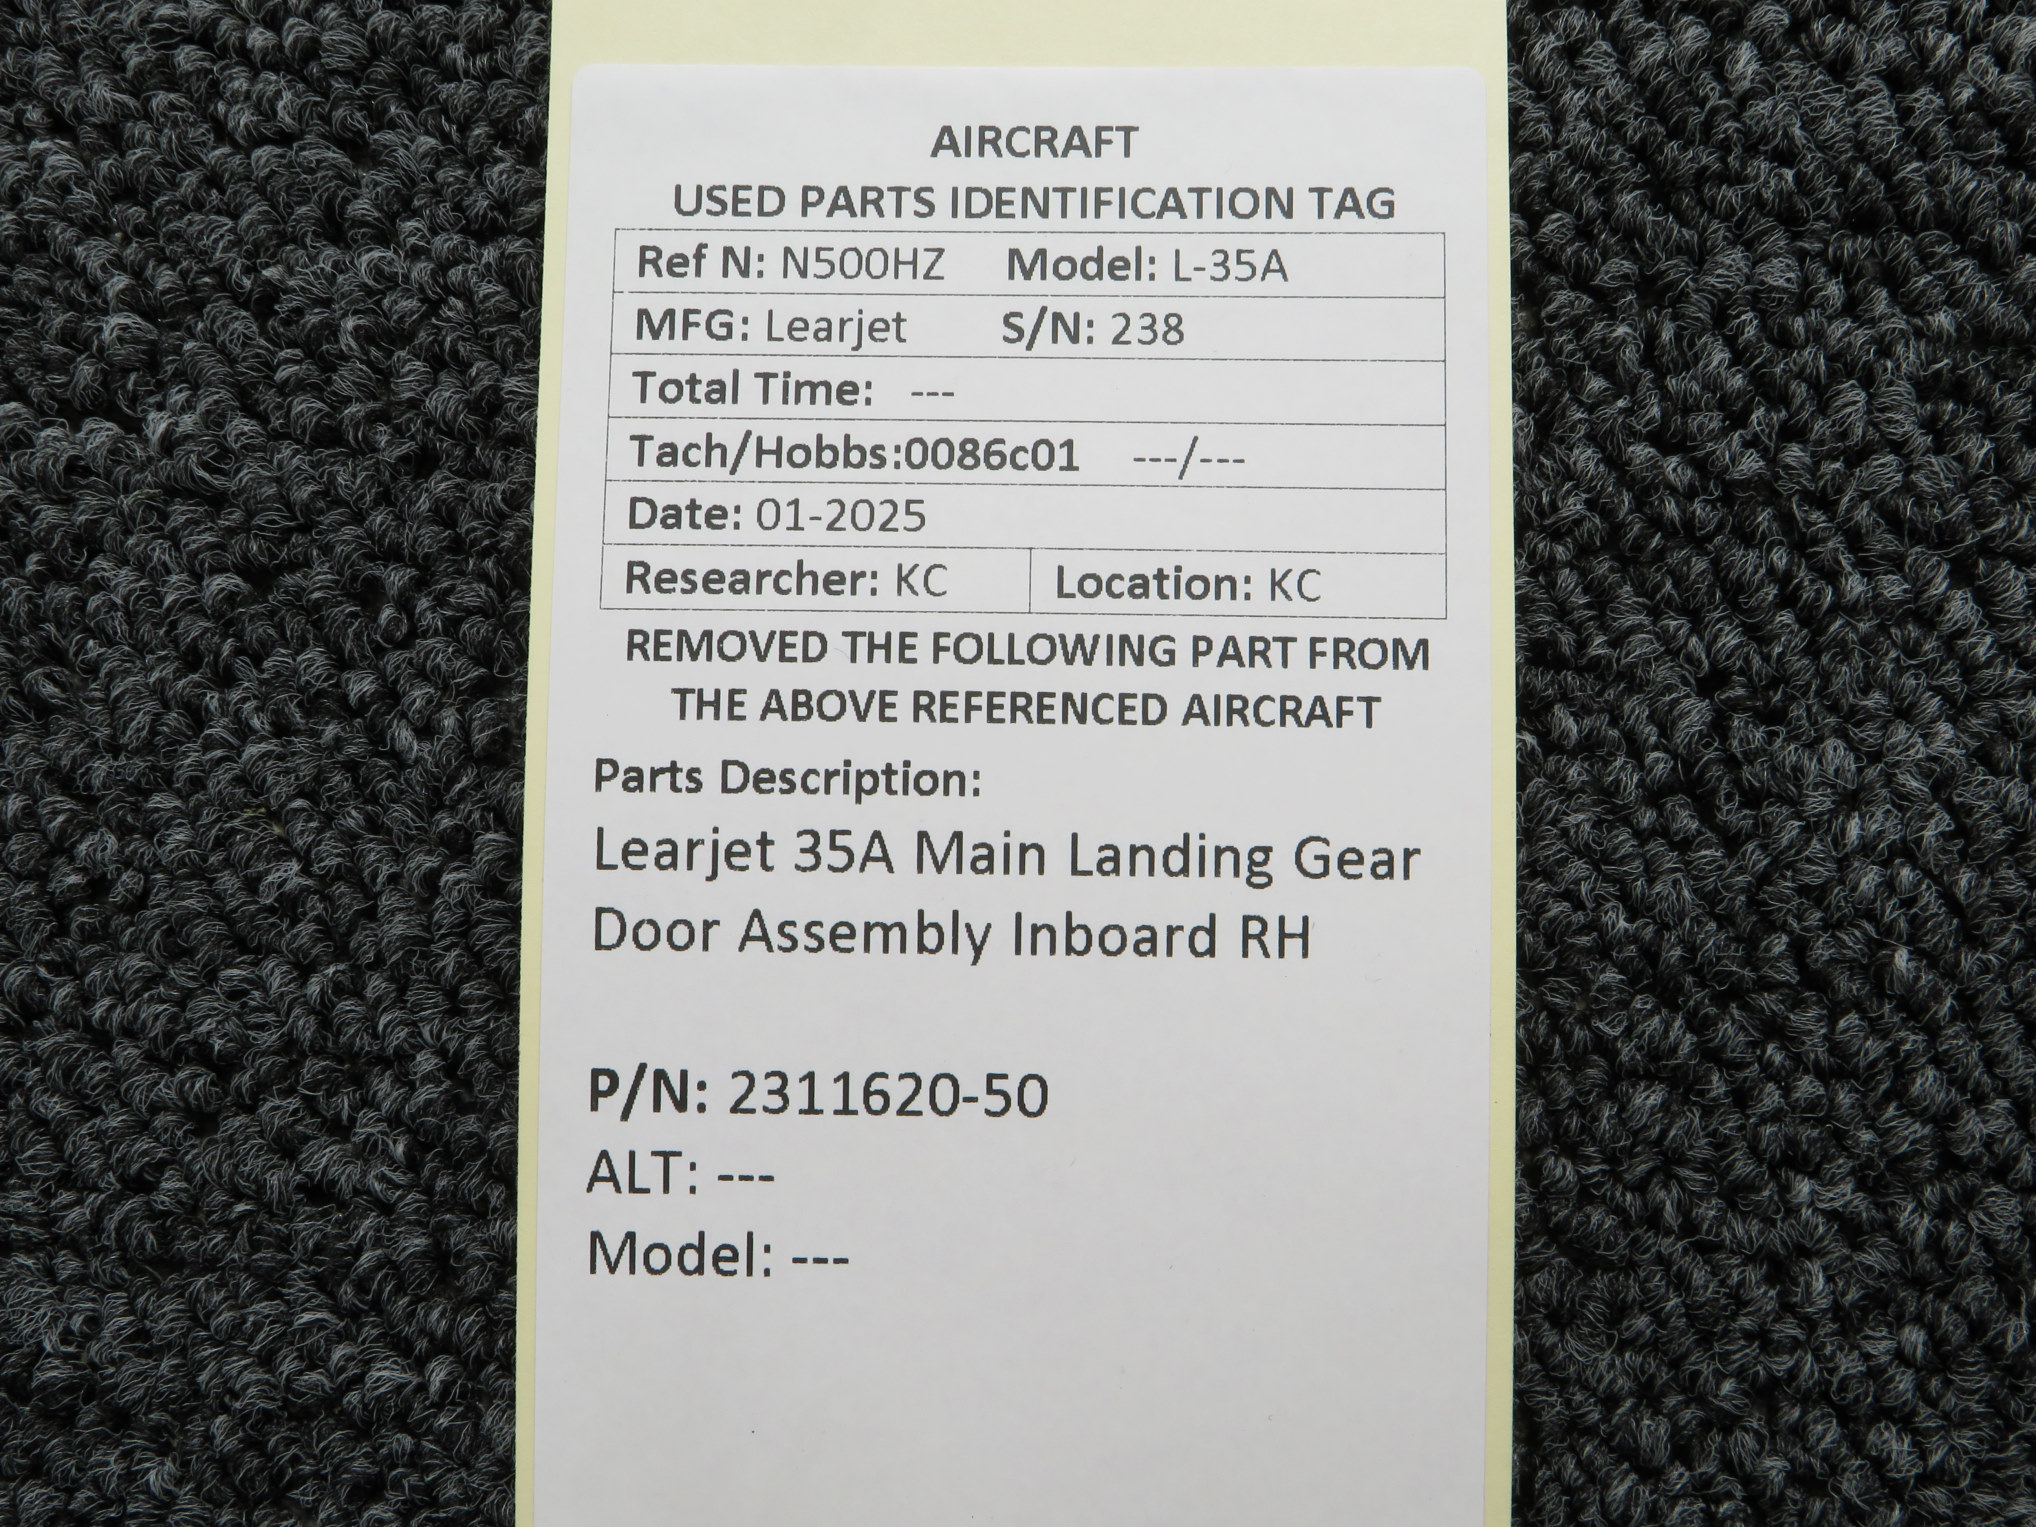 AIRCRAFT
USED PARTS IDENTIFICATION TAG
Ref N: N500HZ Model: L-35A
MFG: Learjet S/N: 238
Total Time: ---
Tach/Hobbs:0086c01 ---/---
Date: 01-2025
Researcher: KC Location: KC
REMOVED THE FOLLOWING PART FROM
THE ABOVE REFERENCED AIRCRAFT
Parts Description:
Learjet 35A Main Landing Gear
Door Assembly Inboard RH
P/N: 2311620-50
ALT: ---
Model: ---